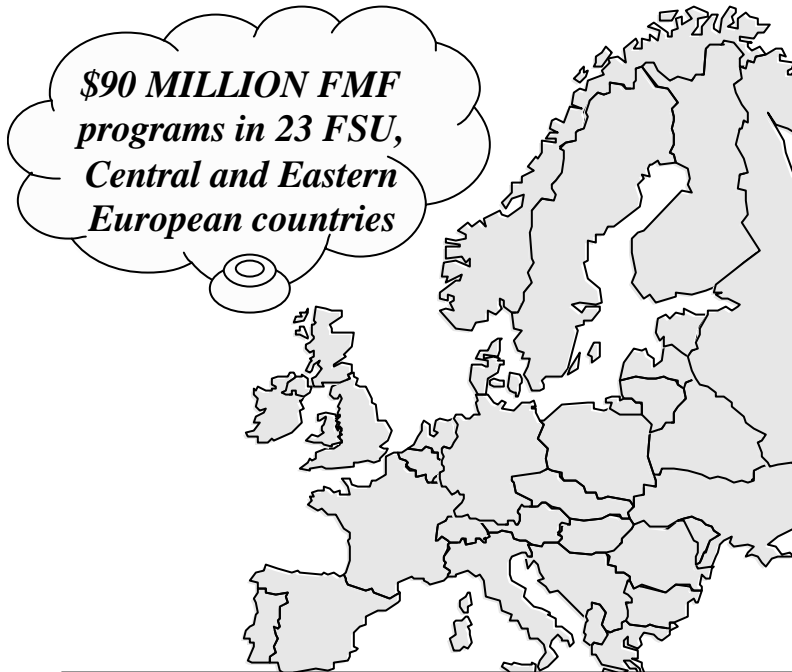 $90 MILLION FMF
programs in 23 FSU,
Central and Eastern
European countries